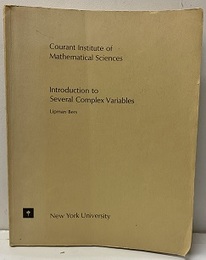 Courant Institute of
Mathematical Sciences
Introduction to
Several Complex Variables
Lipman Bers
New York University